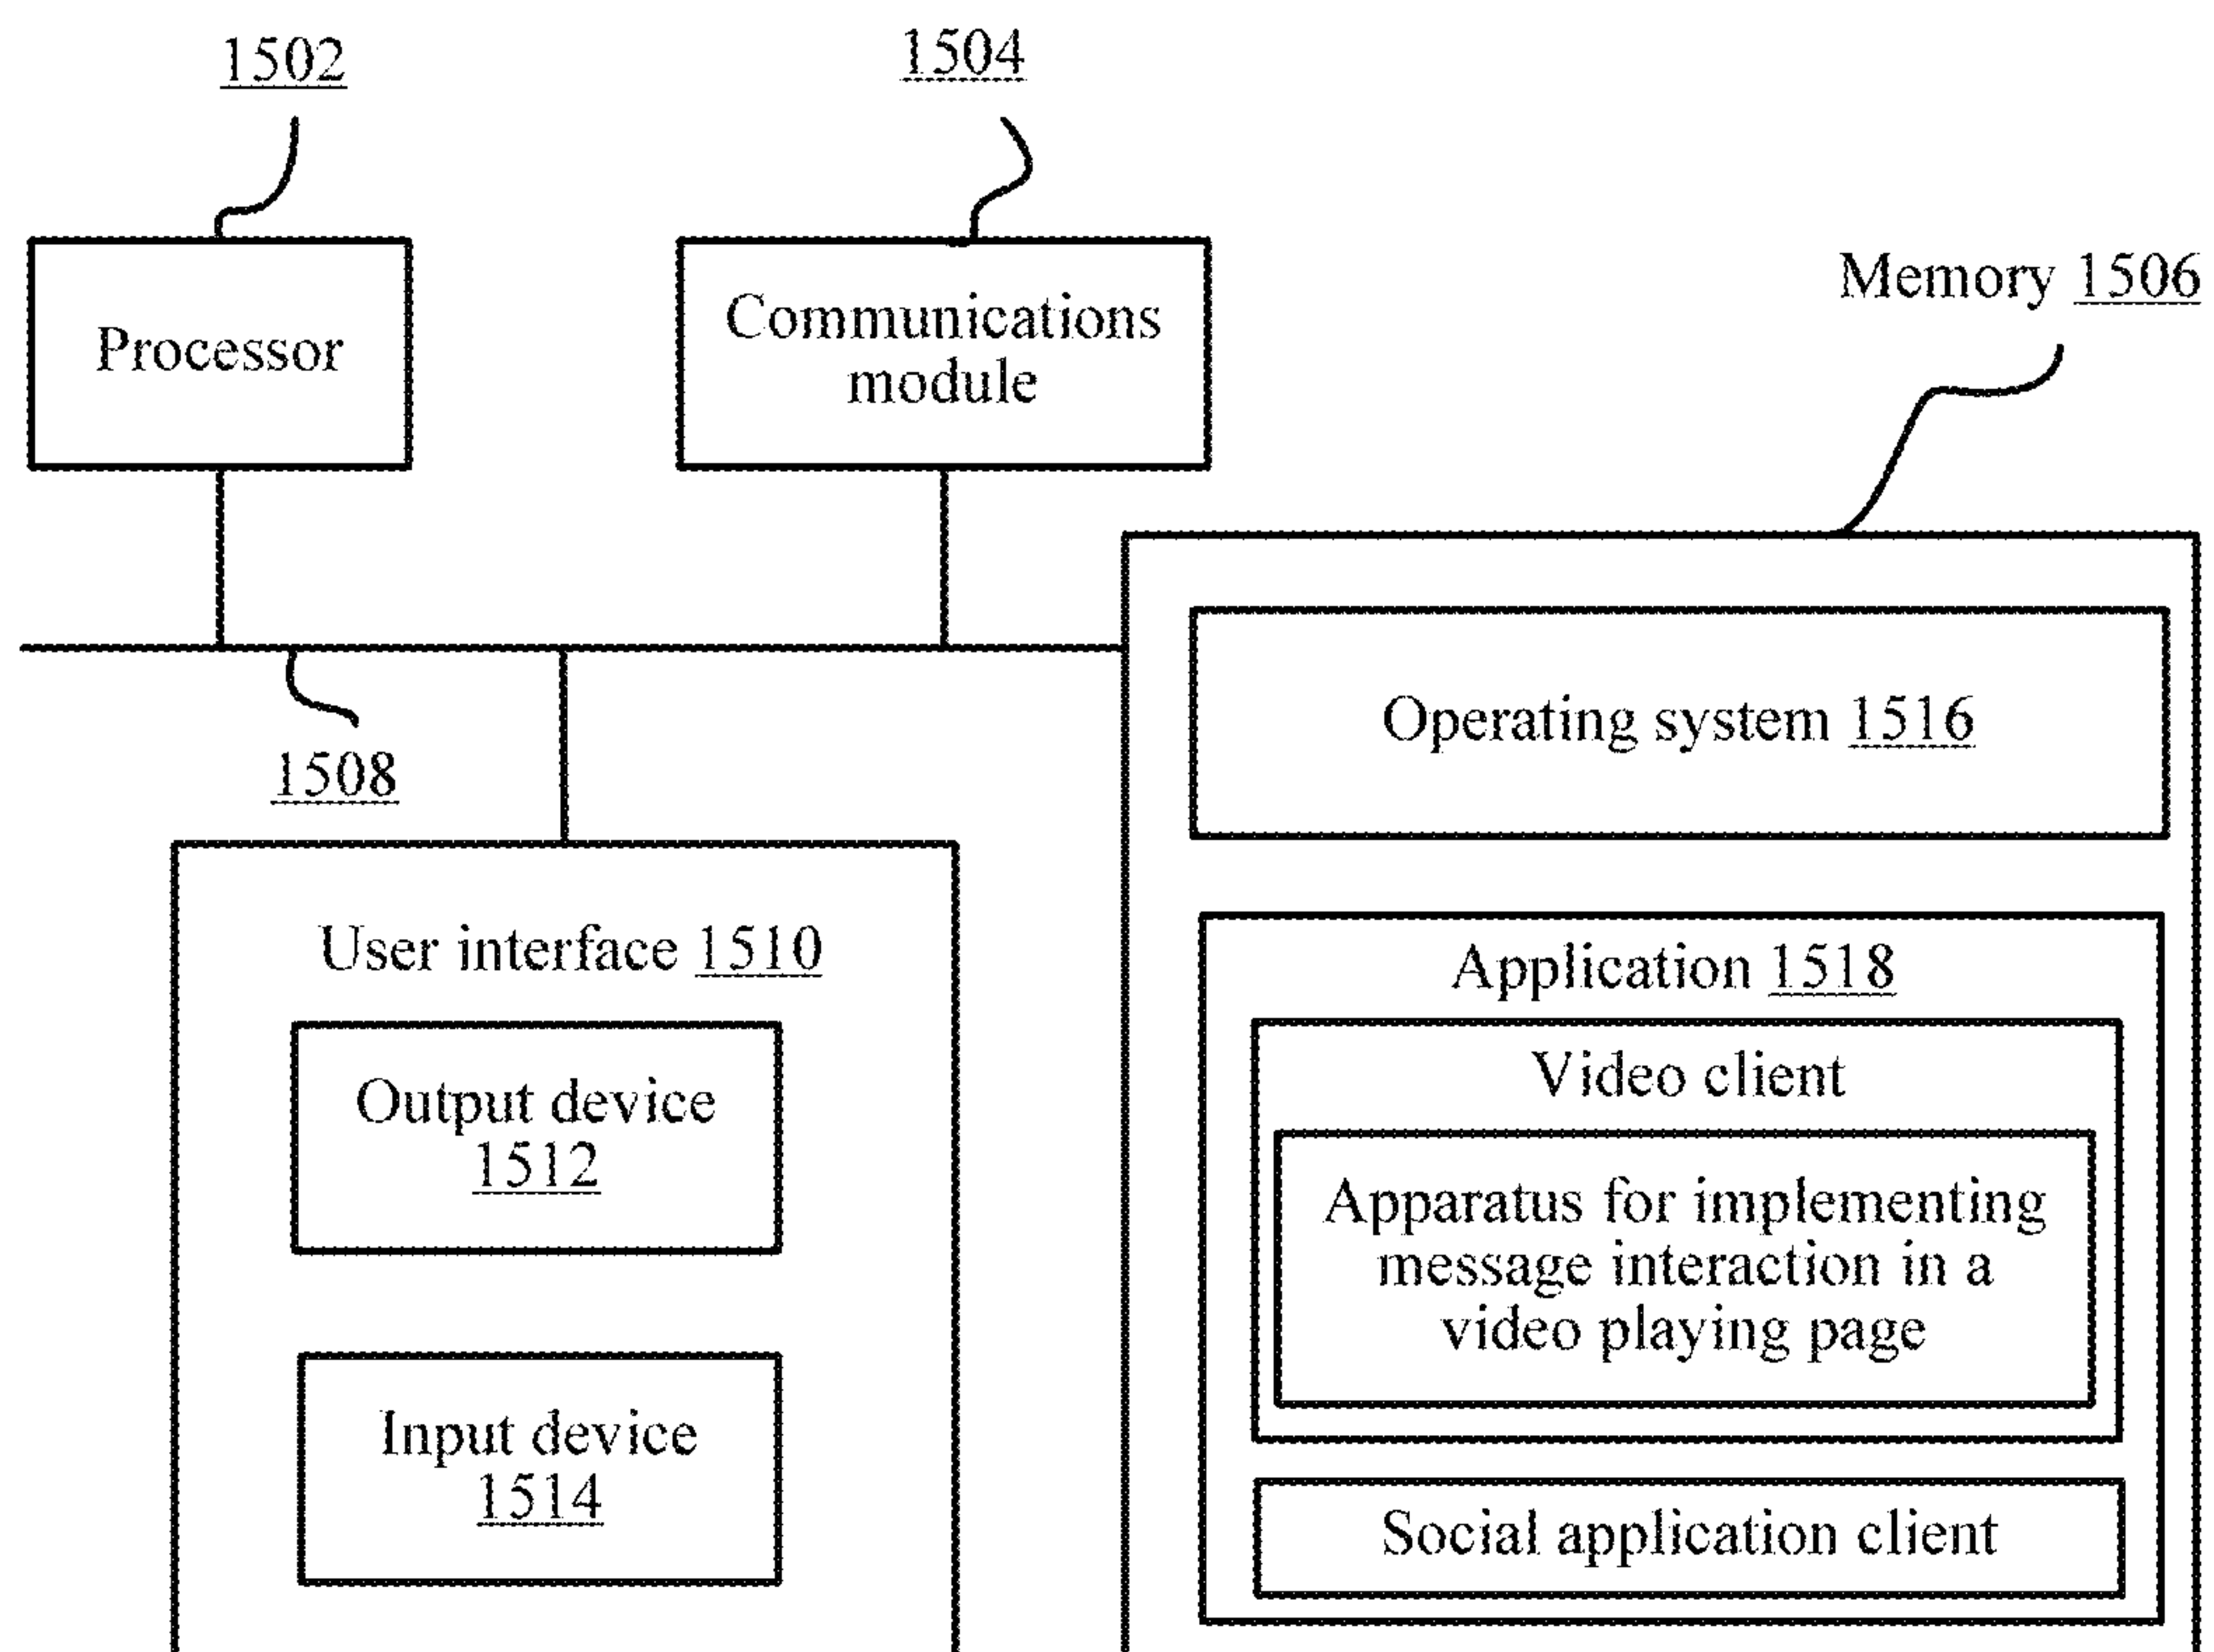 1502
1504
Processor
Communications
module
Memory 1506
1508
Operating system 1516
User interface 1510
Output device
1512
Input device
1514
Application 1518
Video client
Apparatus for implementing
message interaction in a
video playing page
Social application client